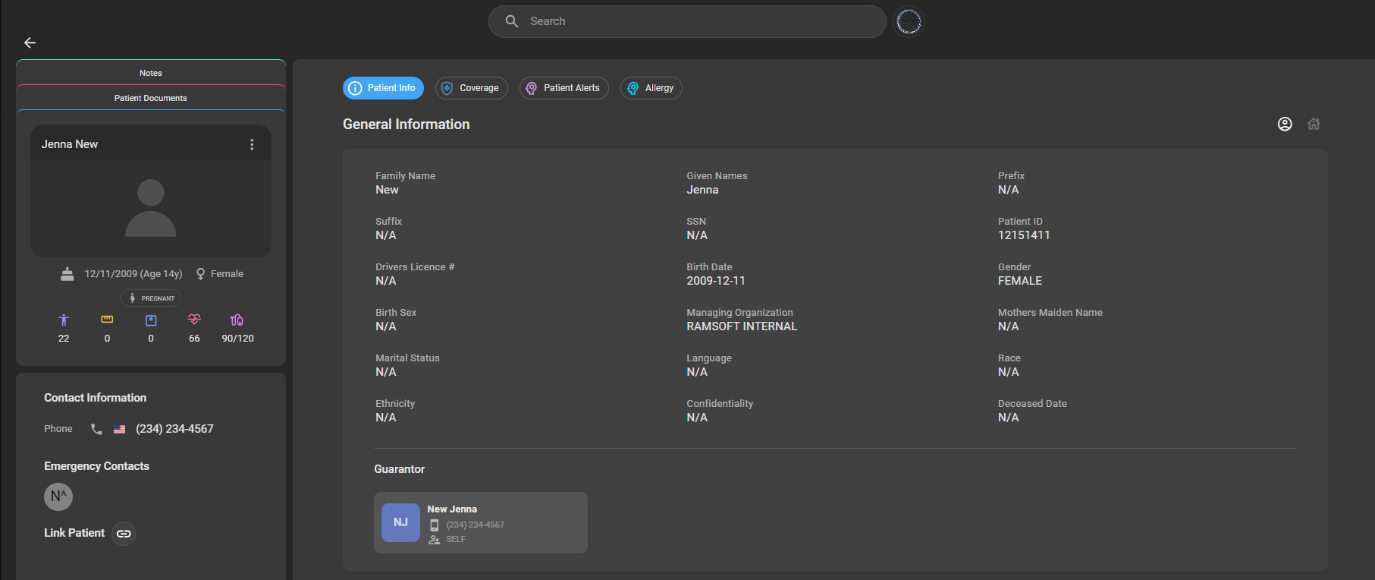 Search
Notes
Patient Documents
Jenna New
12/11/2009 (Age 14y) Female
PREGNANT
22 0 0 66 90/120
Contact Information
Phone (234) 234-4567
Emergency Contacts
N^
Link Patient
Patient Info Coverage Patient Alerts Allergy
General Information
Family Name Given Names Prefix
New Jenna N/A
Suffix SSN Patient ID
N/A N/A 12151411
Drivers Licence # Birth Date Gender
N/A 2009-12-11 FEMALE
Birth Sex Managing Organization Mothers Maiden Name
N/A RAMSOFT INTERNAL N/A
Marital Status Language Race
N/A N/A N/A
Ethnicity Confidentiality Deceased Date
N/A N/A N/A
Guarantor
NJ
New Jenna
(234) 234-4567
SELF